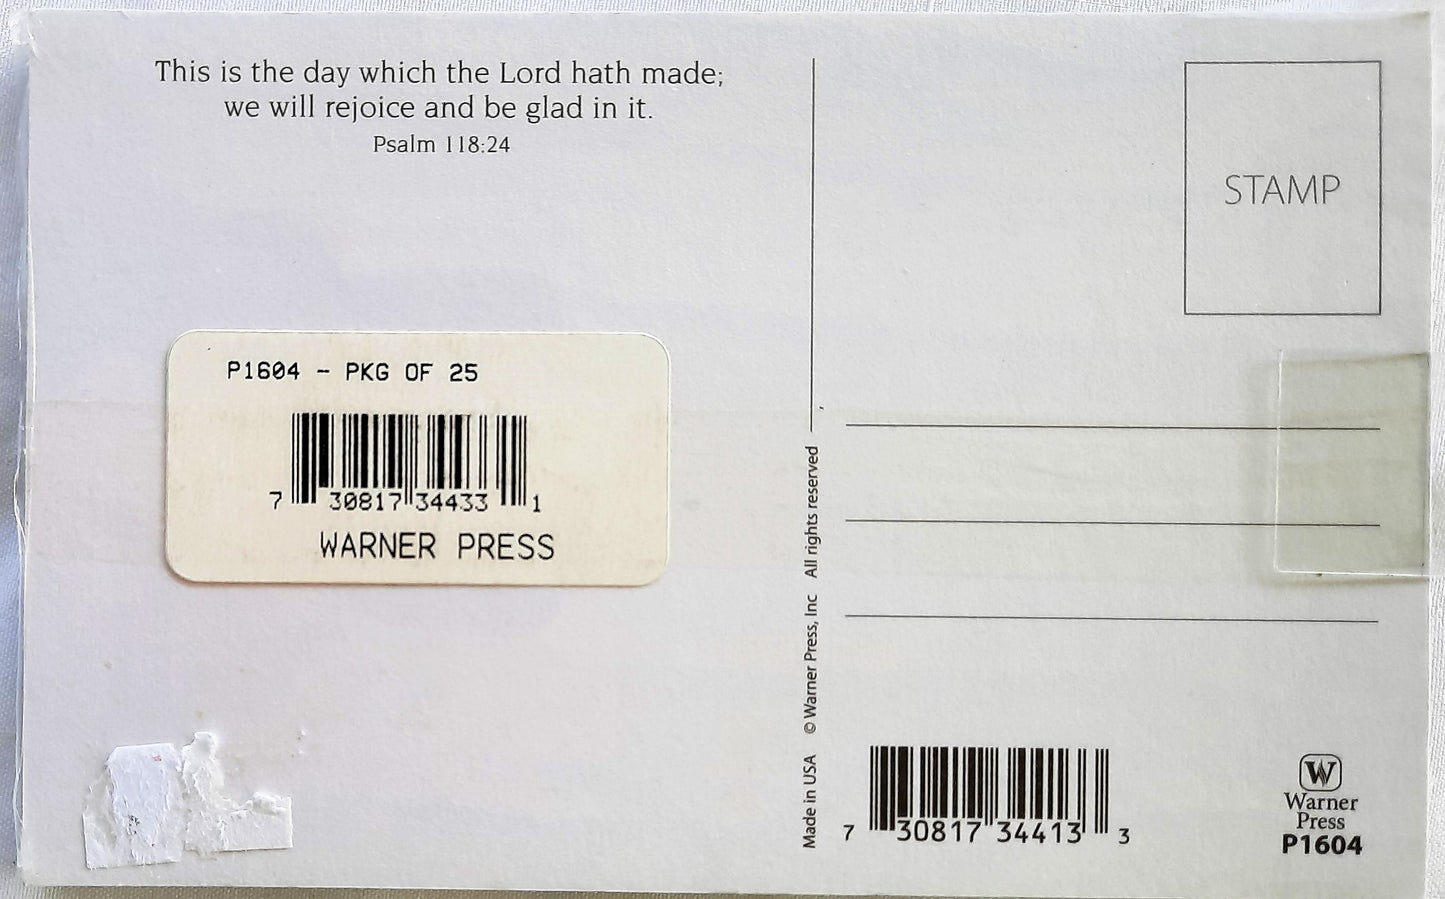 This is the day which the Lord hath made;
we will rejoice and be glad in it.
Psalm 118:24
STAMP
P1604 - PKG OF 25
7 30817 34433 1
WARNER PRESS
Made in USA © Warner Press, Inc All rights reserved
7 30817 34413 3
W
Warner
Press
P1604